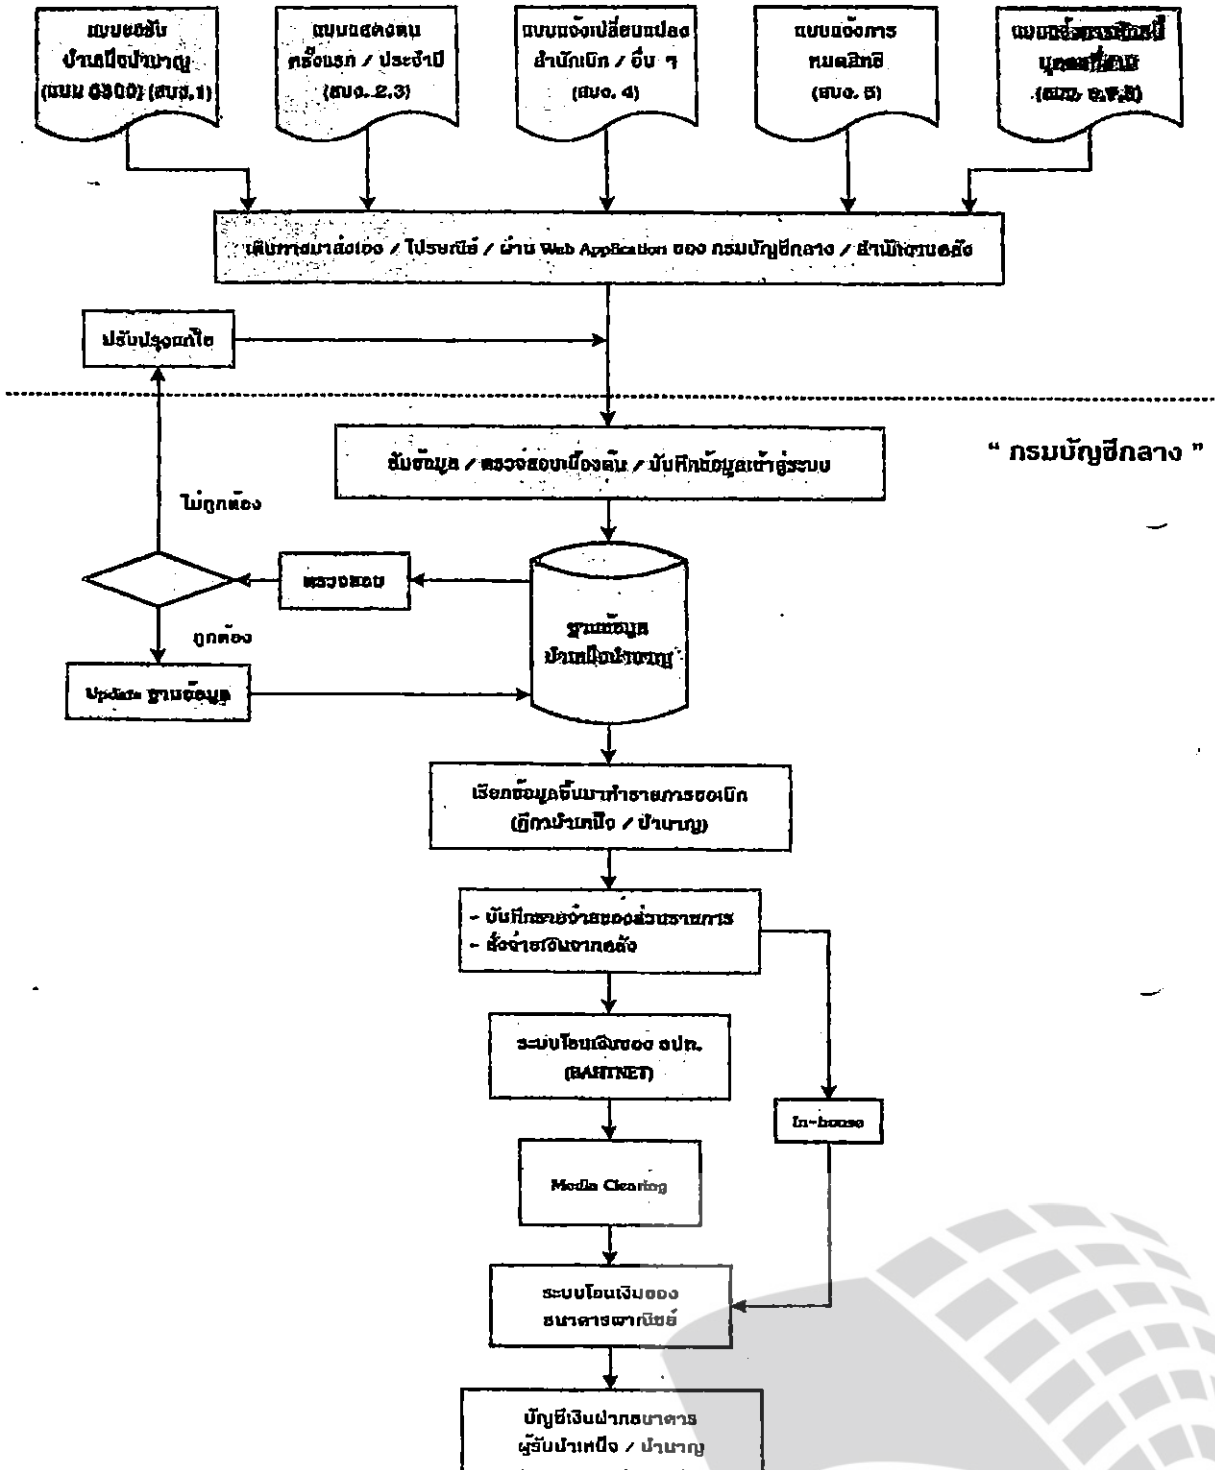 แบบขอรับ
บำเหน็จบำนาญ
(แบบ 5300) (สบง.1)
แบบแสดงตน
ครั้งแรก / ประจำปี
(สบง. 2,3)
แบบแจ้งเปลี่ยนแปลง
สำนักเบิก / อื่น ๆ
(สบง. 4)
แบบแจ้งการ
หมดสิทธิ
(สบง. 5)
เดินทางมาส่งเอง / ไปรษณีย์ / ผ่าน Web Application ของ กรมบัญชีกลาง / สำนักงานคลัง
ปรับปรุงแก้ไข
“ กรมบัญชีกลาง ”
รับข้อมูล / ตรวจสอบเบื้องต้น / บันทึกข้อมูลเข้าสู่ระบบ
ไม่ถูกต้อง
ตรวจสอบ
ฐานข้อมูล
บำเหน็จบำนาญ
ถูกต้อง
Update ฐานข้อมูล
เรียกข้อมูลขึ้นมาทำรายการขอเบิก
(ฎีกาบำเหน็จ / บำนาญ)
- บันทึกรายจ่ายของส่วนราชการ
- สั่งจ่ายเงินจากคลัง
ระบบโอนเงินของ ธปท.
(BAHTNET)
In-house
Media Clearing
ระบบโอนเงินของ
ธนาคารพาณิชย์
บัญชีเงินฝากธนาคาร
ผู้รับบำเหน็จ / บำนาญ